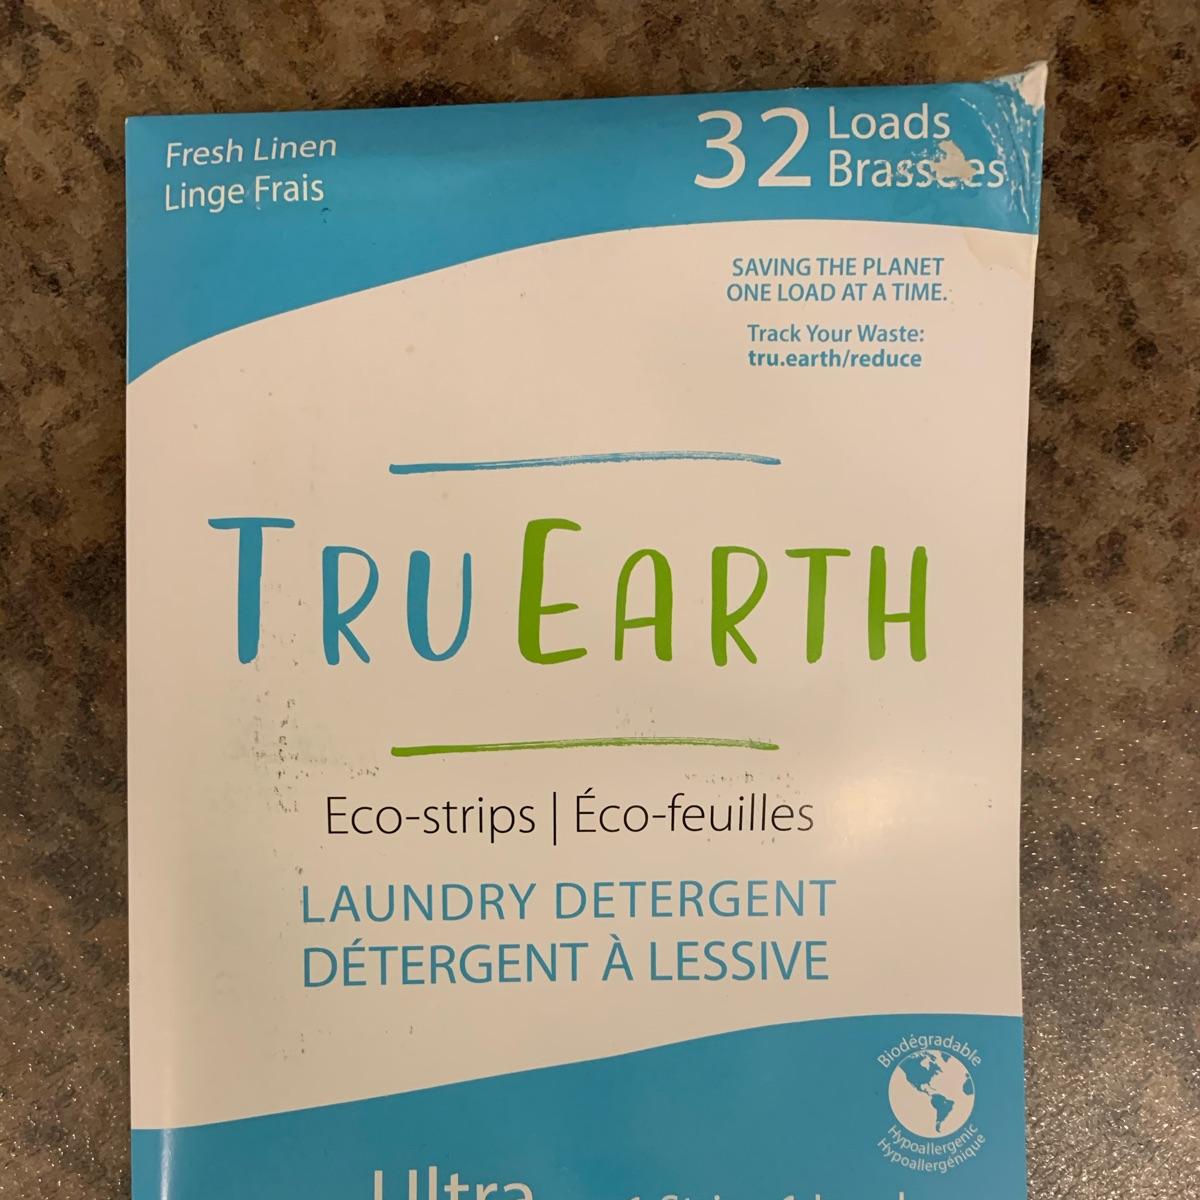 Fresh Linen
Linge Frais
32 Loads
Brassées
SAVING THE PLANET
ONE LOAD AT A TIME.
Track Your Waste:
tru.earth/reduce
TRUEARTH
Eco-strips | Éco-feuilles
LAUNDRY DETERGENT
DÉTERGENT À LESSIVE
Biodégradable
Hypoallergenic
Hypoallergénique
Ultra